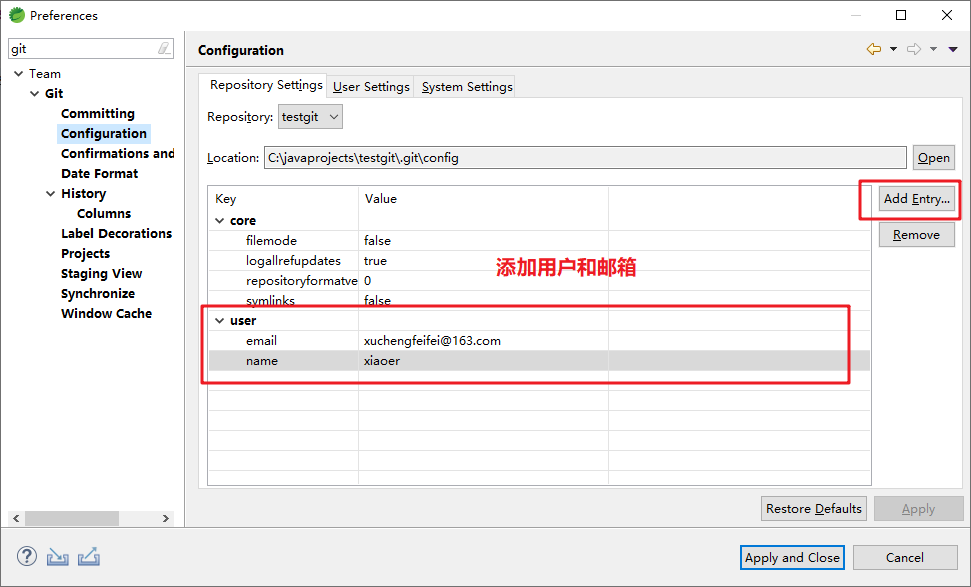 Preferences
git
Team
Git
Committing
Configuration
Confirmations and
Date Format
History
Columns
Label Decorations
Projects
Staging View
Synchronize
Window Cache
Configuration
Repository Settings User Settings System Settings
Repository: testgit
Location: C:\javaprojects\testgit\.git\config Open
Key Value Add Entry...
core
filemode false Remove
logallrefupdates true
添加用户和邮箱
repositoryformatve 0
symlinks false
user
email xuchengfeifei@163.com
name xiaoer
Restore Defaults Apply
Apply and Close Cancel